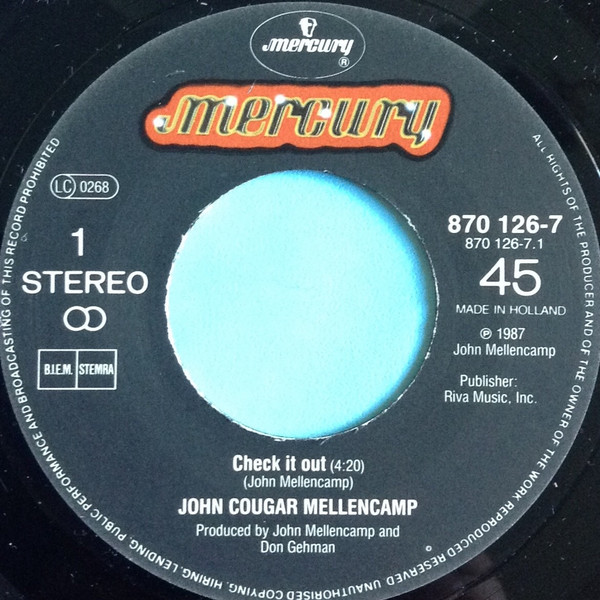 mercury
®
mercury
LC 0268
1
STEREO
B.I.E.M. STEMRA
870 126-7
870 126-7.1
45
MADE IN HOLLAND
℗ 1987
John Mellencamp
Publisher:
Riva Music, Inc.
Check it out (4:20)
(John Mellencamp)
JOHN COUGAR MELLENCAMP
Produced by John Mellencamp and
Don Gehman
ALL RIGHTS OF THE PRODUCER AND OF THE OWNER OF THE WORK REPRODUCED RESERVED UNAUTHORISED COPYING, HIRING, LENDING, PUBLIC PERFORMANCE AND BROADCASTING OF THIS RECORD PROHIBITED